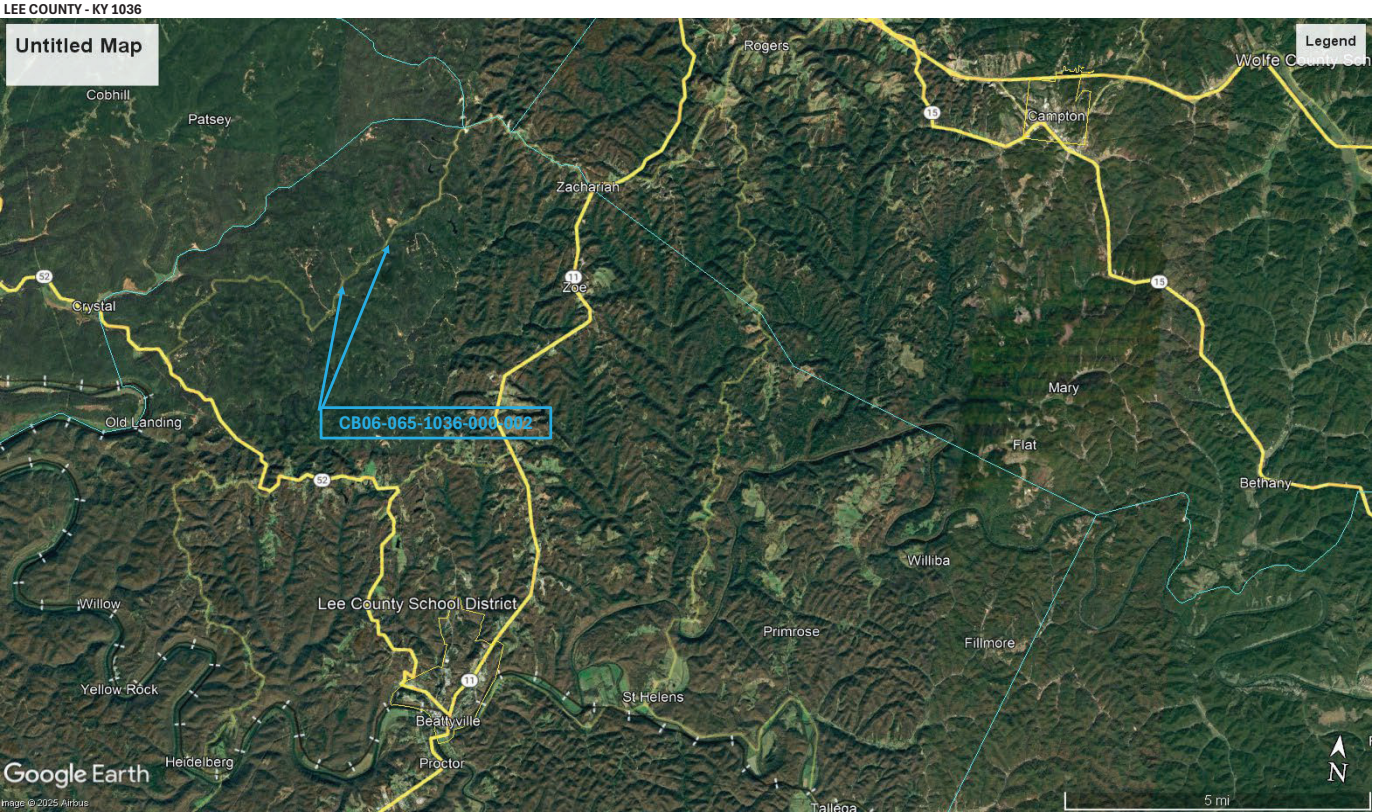 LEE COUNTY - KY 1036
Untitled Map
Legend
Rogers
Wolfe County Sch
Cobhill
Patsey
15
Campton
Zachariah
52
Crystal
11
Zoe
15
Mary
CB06-065-1036-000-002
Old Landing
Flat
52
Bethany
Williba
Willow
Lee County School District
Primrose
Fillmore
Yellow Rock
11
St Helens
Beattyville
Heidelberg
Proctor
N
Google Earth
Image © 2025 Airbus
5 mi
Tallega